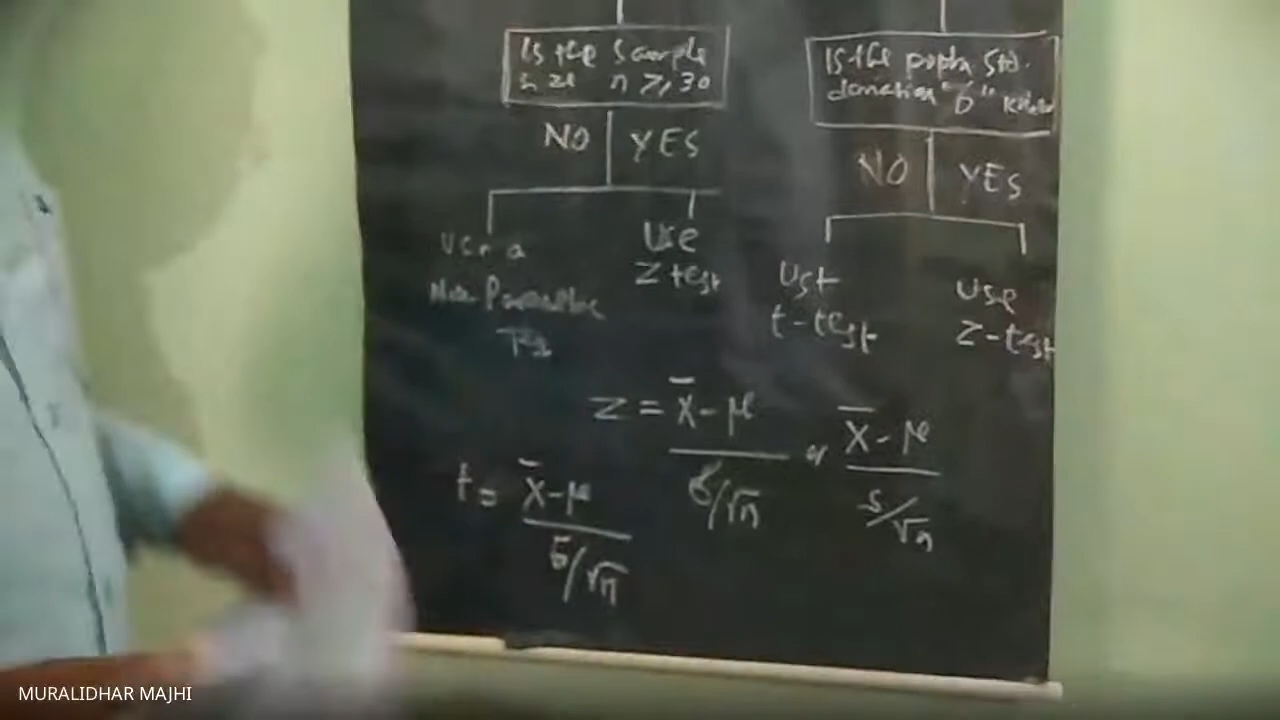 Is the Sample
size n ≥ 30
NO YES
Use a
Non-Parametric
Use
Z test
Is the popln Std.
deviation "σ" known
NO YES
Use
t-test
Use
Z-test
Z = x̄ - μ / σ/√n or x̄ - μ / s/√n
t = x̄ - μ / σ/√n
MURALIDHAR MAJHI